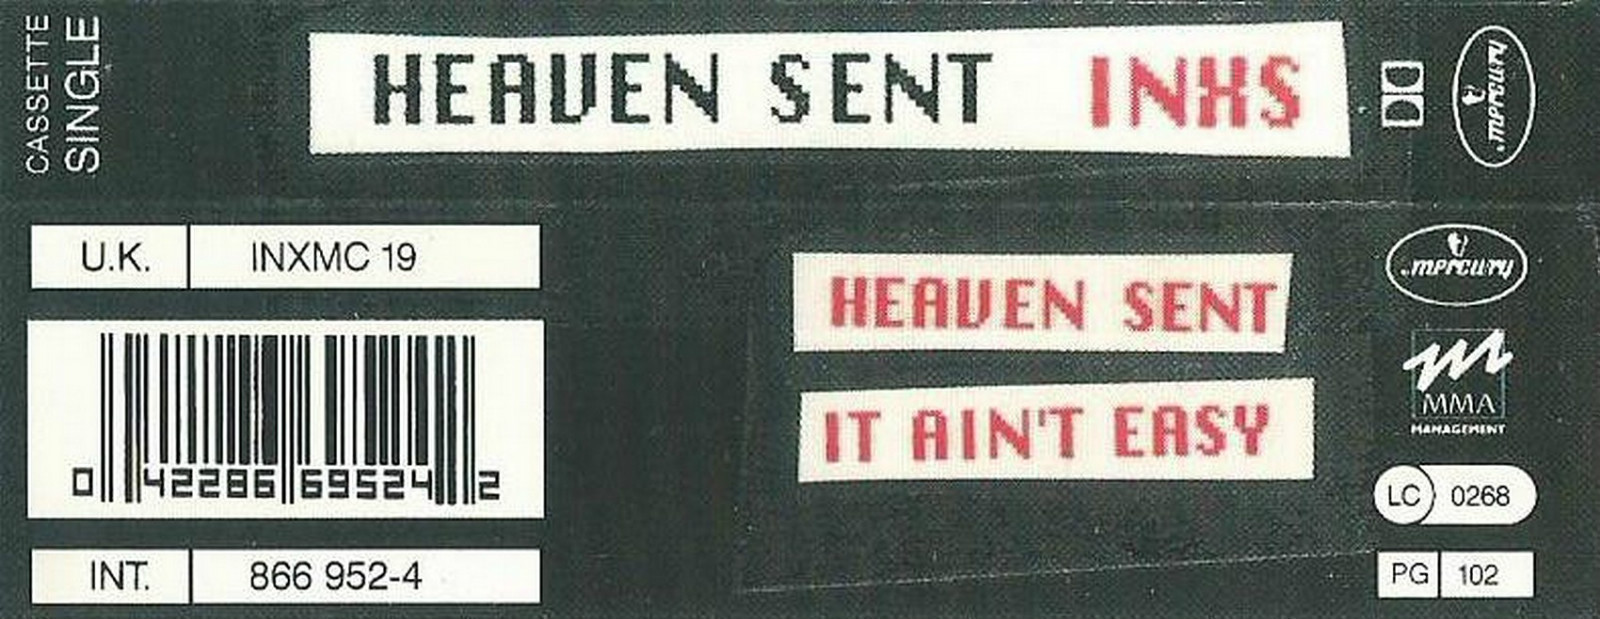 CASSETTE
SINGLE
HEAVEN SENT INXS
mercury
U.K. INXMC 19
0 42286 69524 2
INT. 866 952-4
HEAVEN SENT
IT AIN'T EASY
mercury
MMA
MANAGEMENT
LC 0268
PG 102